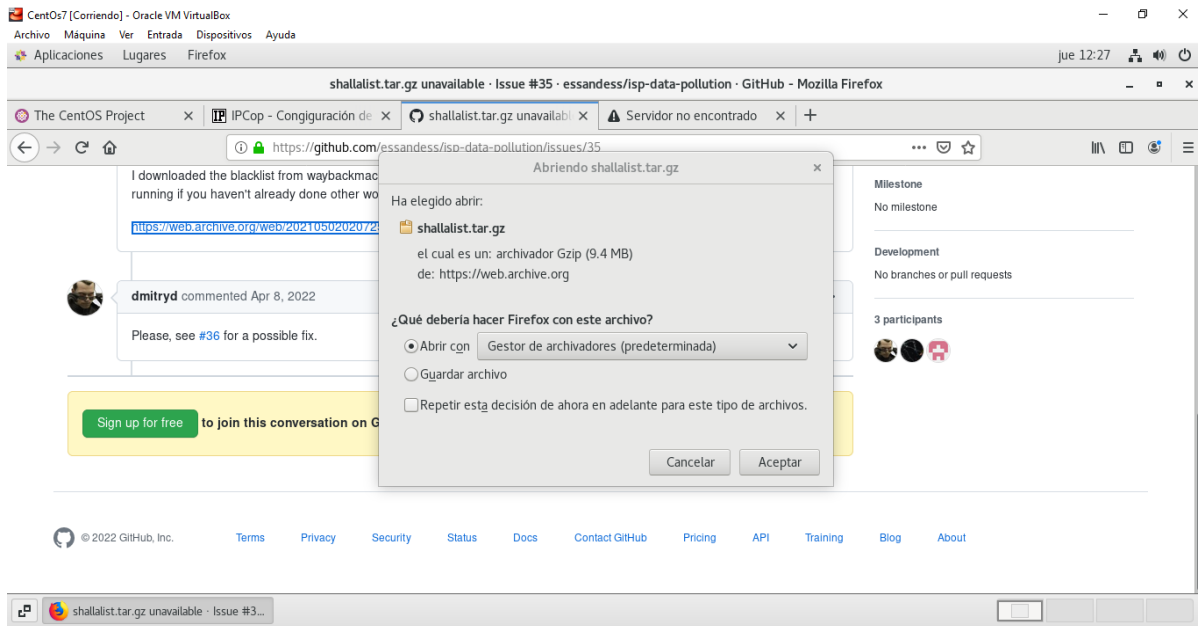 CentOs7 [Corriendo] - Oracle VM VirtualBox
Archivo Máquina Ver Entrada Dispositivos Ayuda
Aplicaciones Lugares Firefox jue 12:27
shallalist.tar.gz unavailable · Issue #35 · essandess/isp-data-pollution · GitHub - Mozilla Firefox
The CentOS Project IPCop - Congiguración de shallalist.tar.gz unavailabl Servidor no encontrado
https://github.com/essandess/isp-data-pollution/issues/35
I downloaded the blacklist from waybackmac
running if you haven't already done other wo
https://web.archive.org/web/2021050202072
dmitryd commented Apr 8, 2022
Please, see #36 for a possible fix.
Sign up for free to join this conversation on G
Abriendo shallalist.tar.gz
Ha elegido abrir:
shallalist.tar.gz
el cual es un: archivador Gzip (9.4 MB)
de: https://web.archive.org
¿Qué debería hacer Firefox con este archivo?
Abrir con Gestor de archivadores (predeterminada)
Guardar archivo
Repetir esta decisión de ahora en adelante para este tipo de archivos.
Cancelar Aceptar
Milestone
No milestone
Development
No branches or pull requests
3 participants
© 2022 GitHub, Inc. Terms Privacy Security Status Docs Contact GitHub Pricing API Training Blog About
shallalist.tar.gz unavailable · Issue #3...